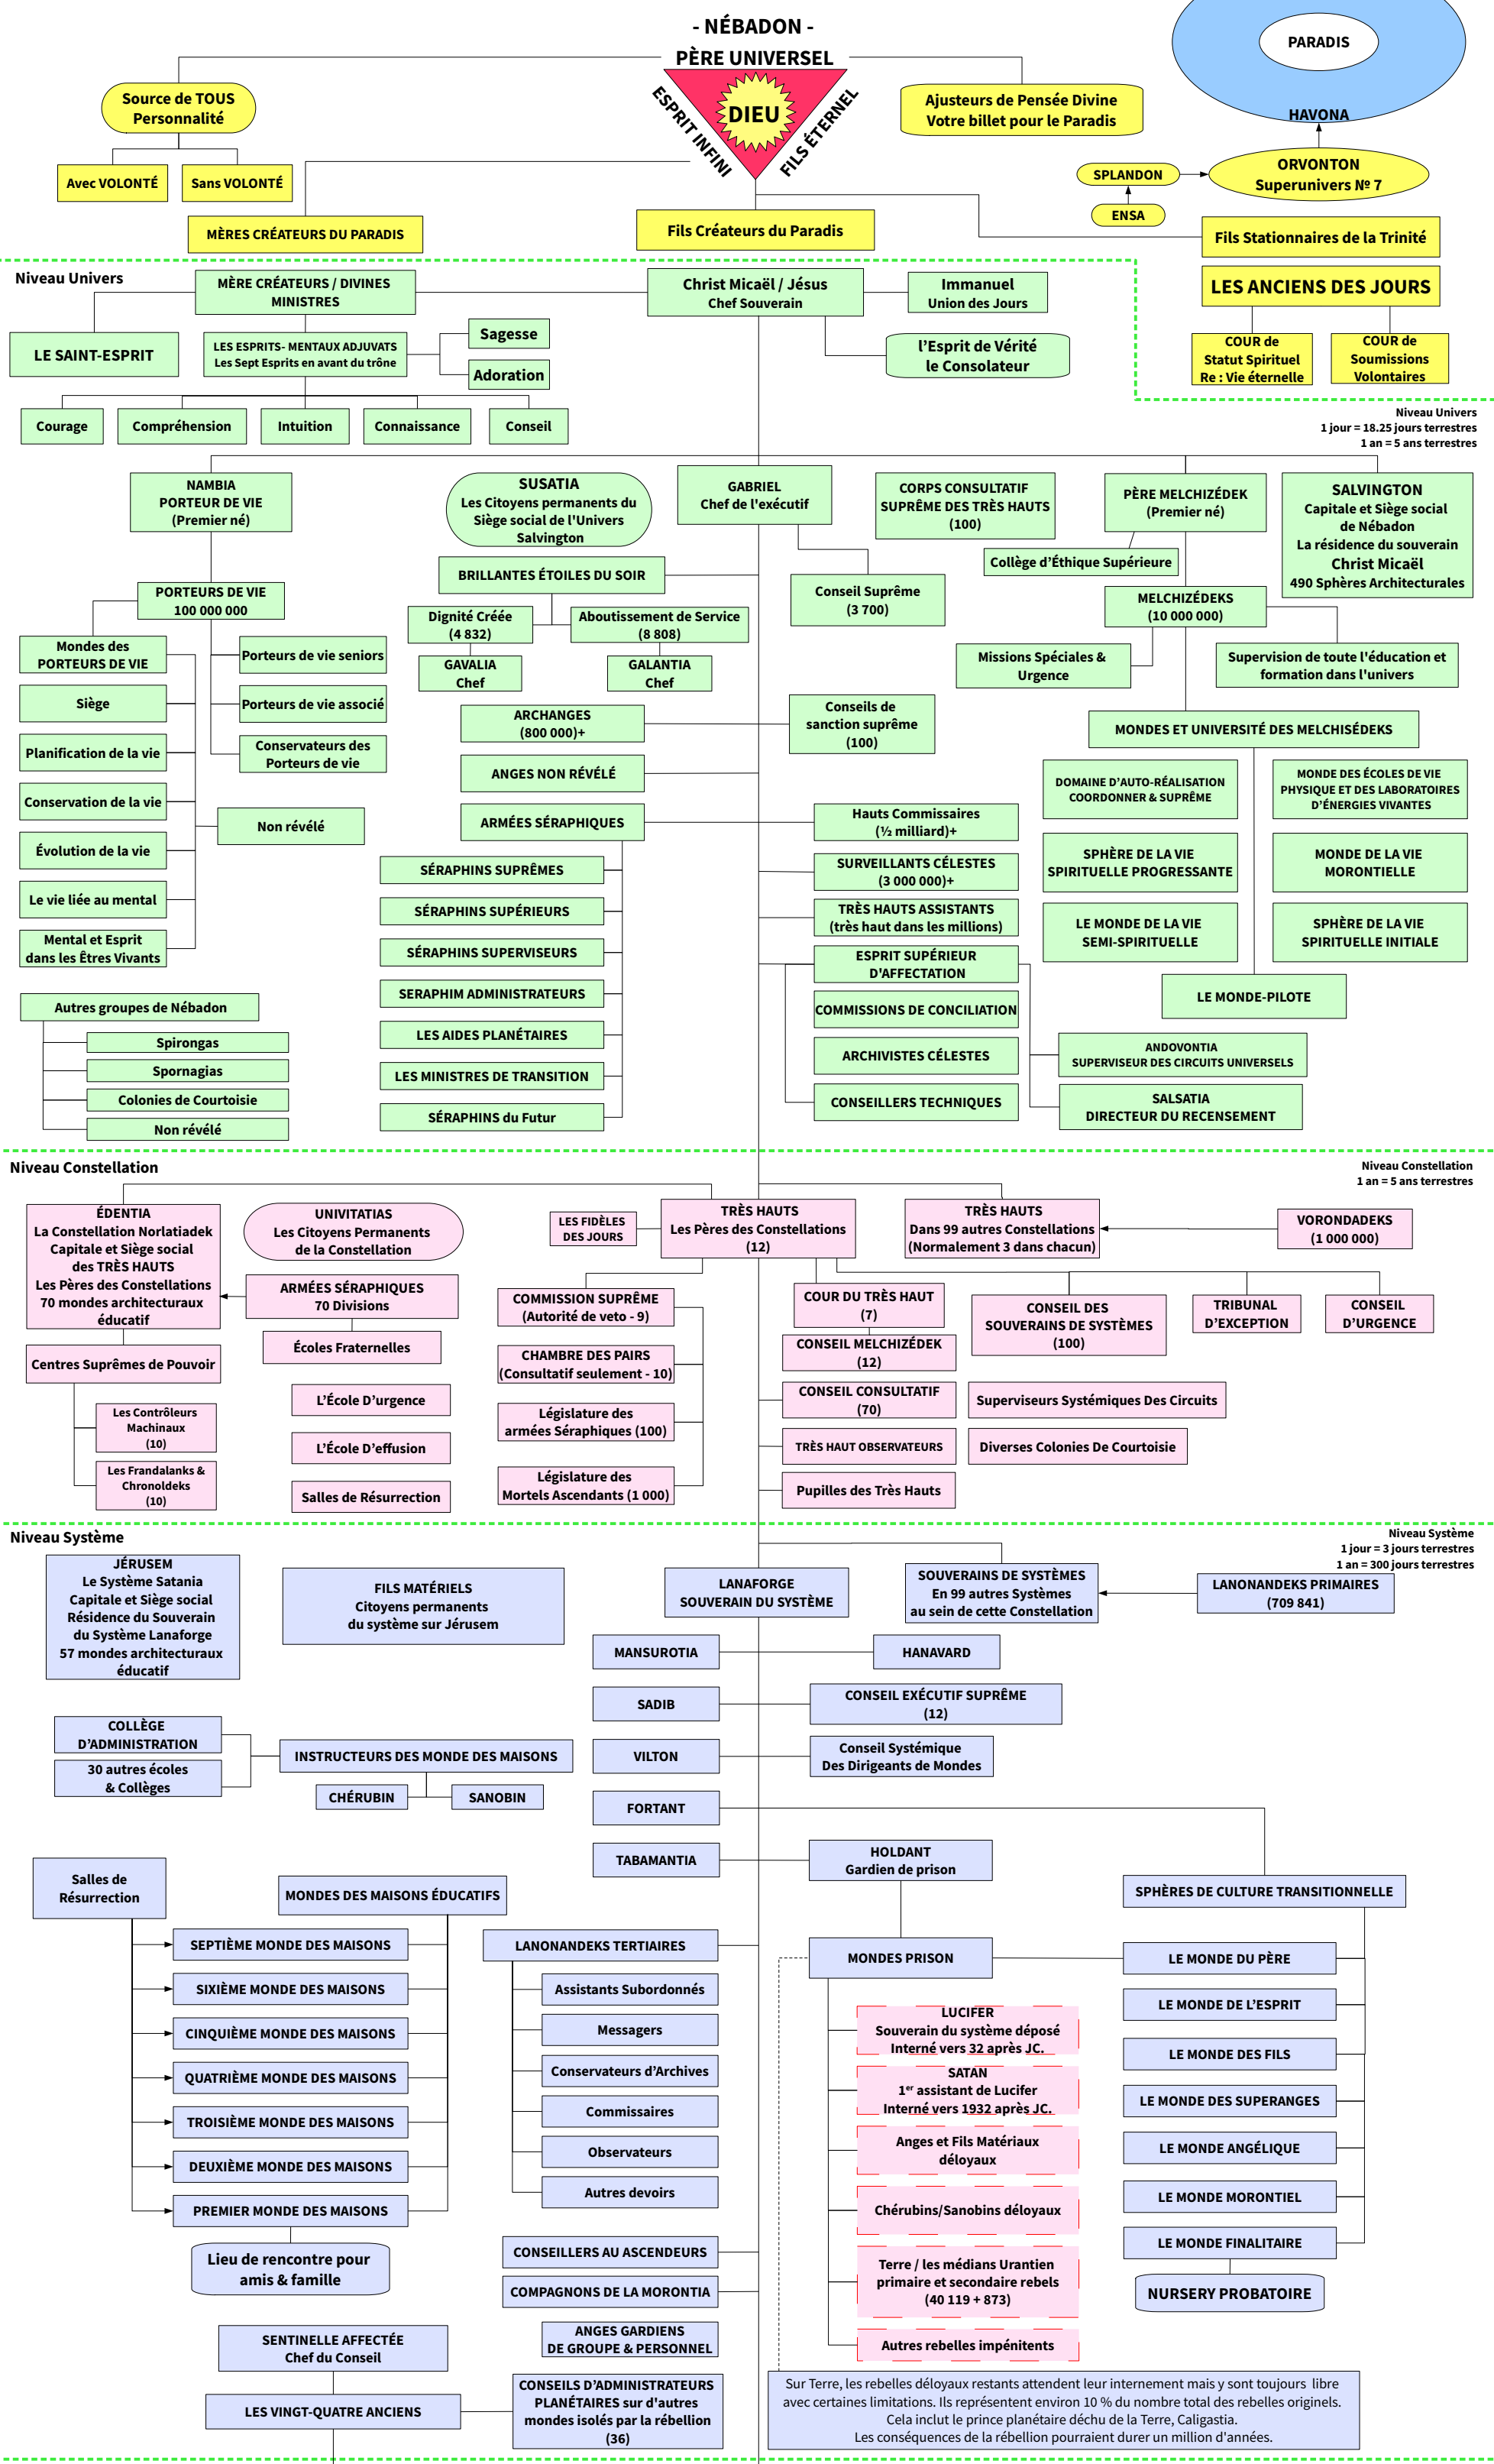 - NÉBADON -
PÈRE UNIVERSEL
ESPRIT INFINI
DIEU
FILS ÉTERNEL
PARADIS
HAVONA
Source de TOUS
Personnalité
Avec VOLONTÉ
Sans VOLONTÉ
Ajusteurs de Pensée Divine
Votre billet pour le Paradis
SPLANDON
ENSA
ORVONTON
Superunivers № 7
MÈRES CRÉATEURS DU PARADIS
Fils Créateurs du Paradis
Fils Stationnaires de la Trinité
LES ANCIENS DES JOURS
COUR de
Statut Spirituel
Re : Vie éternelle
COUR de
Soumissions
Volontaires
Niveau Univers
MÈRE CRÉATEURS / DIVINES
MINISTRES
Christ Micaël / Jésus
Chef Souverain
Immanuel
Union des Jours
LE SAINT-ESPRIT
LES ESPRITS- MENTAUX ADJUVATS
Les Sept Esprits en avant du trône
Sagesse
Adoration
l’Esprit de Vérité
le Consolateur
Courage
Compréhension
Intuition
Connaissance
Conseil
Niveau Univers
1 jour = 18.25 jours terrestres
1 an = 5 ans terrestres
NAMBIA
PORTEUR DE VIE
(Premier né)
SUSATIA
Les Citoyens permanents du
Siège social de l'Univers
Salvington
GABRIEL
Chef de l'exécutif
CORPS CONSULTATIF
SUPRÊME DES TRÈS HAUTS
(100)
PÈRE MELCHIZÉDEK
(Premier né)
SALVINGTON
Capitale et Siège social
de Nébadon
La résidence du souverain
Christ Micaël
490 Sphères Architecturales
Collège d’Éthique Supérieure
BRILLANTES ÉTOILES DU SOIR
Conseil Suprême
(3 700)
PORTEURS DE VIE
100 000 000
MELCHIZÉDEKS
(10 000 000)
Dignité Créée
(4 832)
Aboutissement de Service
(8 808)
GAVALIA
Chef
GALANTIA
Chef
Mondes des
PORTEURS DE VIE
Siège
Planification de la vie
Conservation de la vie
Évolution de la vie
Le vie liée au mental
Mental et Esprit
dans les Êtres Vivants
Porteurs de vie seniors
Porteurs de vie associé
Conservateurs des
Porteurs de vie
Non révélé
Missions Spéciales &
Urgence
Supervision de toute l'éducation et
formation dans l'univers
ARCHANGES
(800 000)+
Conseils de
sanction suprême
(100)
ANGES NON RÉVÉLÉ
ARMÉES SÉRAPHIQUES
SÉRAPHINS SUPRÊMES
SÉRAPHINS SUPÉRIEURS
SÉRAPHINS SUPERVISEURS
SERAPHIM ADMINISTRATEURS
LES AIDES PLANÉTAIRES
LES MINISTRES DE TRANSITION
SÉRAPHINS du Futur
Hauts Commissaires
(½ milliard)+
SURVEILLANTS CÉLESTES
(3 000 000)+
TRÈS HAUTS ASSISTANTS
(très haut dans les millions)
ESPRIT SUPÉRIEUR
D'AFFECTATION
COMMISSIONS DE CONCILIATION
ARCHIVISTES CÉLESTES
CONSEILLERS TECHNIQUES
MONDES ET UNIVERSITÉ DES MELCHISÉDEKS
DOMAINE D’AUTO-RÉALISATION
COORDONNER & SUPRÊME
MONDE DES ÉCOLES DE VIE
PHYSIQUE ET DES LABORATOIRES
D’ÉNERGIES VIVANTES
SPHÈRE DE LA VIE
SPIRITUELLE PROGRESSANTE
MONDE DE LA VIE
MORONTIELLE
LE MONDE DE LA VIE
SEMI-SPIRITUELLE
SPHÈRE DE LA VIE
SPIRITUELLE INITIALE
LE MONDE-PILOTE
ANDOVONTIA
SUPERVISEUR DES CIRCUITS UNIVERSELS
SALSATIA
DIRECTEUR DU RECENSEMENT
Autres groupes de Nébadon
Spirongas
Spornagias
Colonies de Courtoisie
Non révélé
Niveau Constellation
Niveau Constellation
1 an = 5 ans terrestres
ÉDENTIA
La Constellation Norlatiadek
Capitale et Siège social
des TRÈS HAUTS
Les Pères des Constellations
70 mondes architecturaux
éducatif
UNIVITATIAS
Les Citoyens Permanents
de la Constellation
LES FIDÈLES
DES JOURS
TRÈS HAUTS
Les Pères des Constellations
(12)
TRÈS HAUTS
Dans 99 autres Constellations
(Normalement 3 dans chacun)
VORONDADEKS
(1 000 000)
ARMÉES SÉRAPHIQUES
70 Divisions
Écoles Fraternelles
L’École D’urgence
L’École D’effusion
Salles de Résurrection
Centres Suprêmes de Pouvoir
Les Contrôleurs
Machinaux
(10)
Les Frandalanks &
Chronoldeks
(10)
COMMISSION SUPRÊME
(Autorité de veto - 9)
CHAMBRE DES PAIRS
(Consultatif seulement - 10)
Législature des
armées Séraphiques (100)
Législature des
Mortels Ascendants (1 000)
COUR DU TRÈS HAUT
(7)
CONSEIL MELCHIZÉDEK
(12)
CONSEIL CONSULTATIF
(70)
TRÈS HAUT OBSERVATEURS
Pupilles des Très Hauts
CONSEIL DES
SOUVERAINS DE SYSTÈMES
(100)
TRIBUNAL
D’EXCEPTION
CONSEIL
D’URGENCE
Superviseurs Systémiques Des Circuits
Diverses Colonies De Courtoisie
Niveau Système
Niveau Système
1 jour = 3 jours terrestres
1 an = 300 jours terrestres
JÉRUSEM
Le Système Satania
Capitale et Siège social
Résidence du Souverain
du Système Lanaforge
57 mondes architecturaux
éducatif
FILS MATÉRIELS
Citoyens permanents
du système sur Jérusem
LANAFORGE
SOUVERAIN DU SYSTÈME
SOUVERAINS DE SYSTÈMES
En 99 autres Systèmes
au sein de cette Constellation
LANONANDEKS PRIMAIRES
(709 841)
MANSUROTIA
HANAVARD
SADIB
CONSEIL EXÉCUTIF SUPRÊME
(12)
VILTON
Conseil Systémique
Des Dirigeants de Mondes
FORTANT
TABAMANTIA
HOLDANT
Gardien de prison
COLLÈGE
D’ADMINISTRATION
30 autres écoles
& Collèges
INSTRUCTEURS DES MONDE DES MAISONS
CHÉRUBIN
SANOBIN
Salles de
Résurrection
MONDES DES MAISONS ÉDUCATIFS
SEPTIÈME MONDE DES MAISONS
SIXIÈME MONDE DES MAISONS
CINQUIÈME MONDE DES MAISONS
QUATRIÈME MONDE DES MAISONS
TROISIÈME MONDE DES MAISONS
DEUXIÈME MONDE DES MAISONS
PREMIER MONDE DES MAISONS
Lieu de rencontre pour
amis & famille
LANONANDEKS TERTIAIRES
Assistants Subordonnés
Messagers
Conservateurs d’Archives
Commissaires
Observateurs
Autres devoirs
CONSEILLERS AU ASCENDEURS
COMPAGNONS DE LA MORONTIA
ANGES GARDIENS
DE GROUPE & PERSONNEL
MONDES PRISON
LUCIFER
Souverain du système déposé
Interné vers 32 après JC.
SATAN
1er assistant de Lucifer
Interné vers 1932 après JC.
Anges et Fils Matériaux
déloyaux
Chérubins/Sanobins déloyaux
Terre / les médians Urantien
primaire et secondaire rebels
(40 119 + 873)
Autres rebelles impénitents
SPHÈRES DE CULTURE TRANSITIONNELLE
LE MONDE DU PÈRE
LE MONDE DE L’ESPRIT
LE MONDE DES FILS
LE MONDE DES SUPERANGES
LE MONDE ANGÉLIQUE
LE MONDE MORONTIEL
LE MONDE FINALITAIRE
NURSERY PROBATOIRE
SENTINELLE AFFECTÉE
Chef du Conseil
LES VINGT-QUATRE ANCIENS
CONSEILS D’ADMINISTRATEURS
PLANÉTAIRES sur d'autres
mondes isolés par la rébellion
(36)
Sur Terre, les rebelles déloyaux restants attendent leur internement mais y sont toujours libre
avec certaines limitations. Ils représentent environ 10 % du nombre total des rebelles originels.
Cela inclut le prince planétaire déchu de la Terre, Caligastia.
Les conséquences de la rébellion pourraient durer un million d'années.